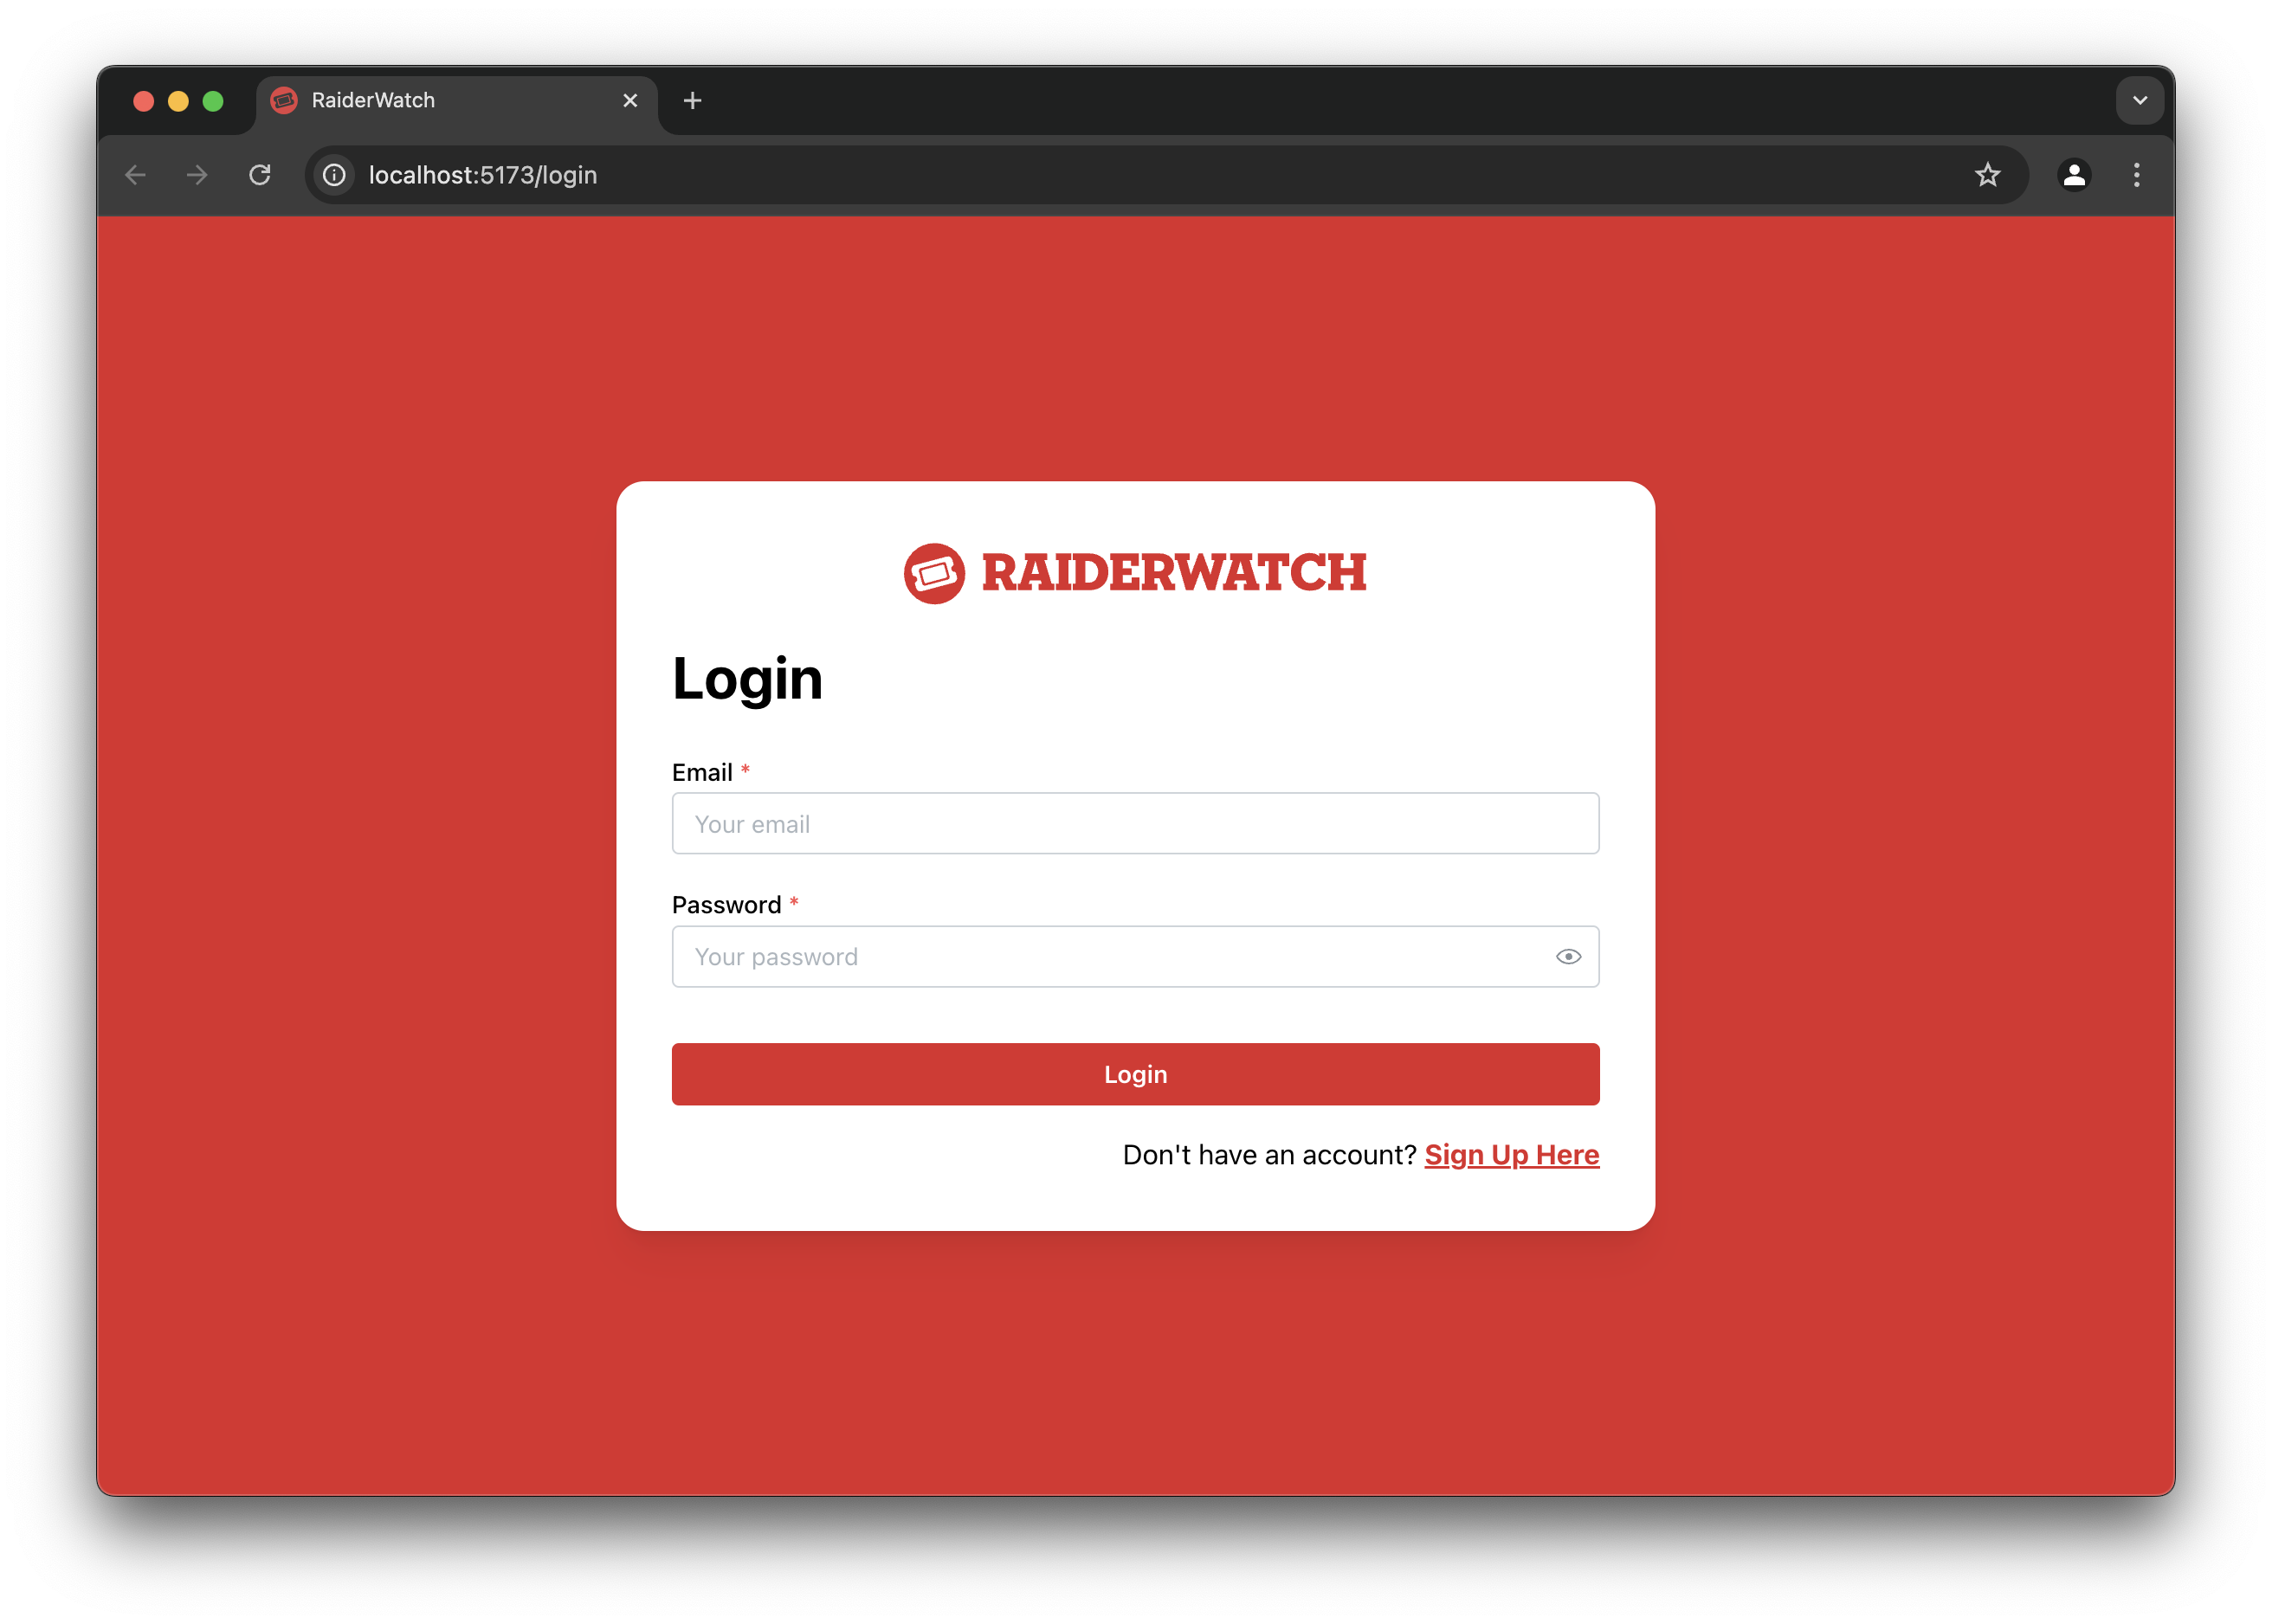 RaiderWatch
localhost:5173/login
RAIDERWATCH
Login
Email *
Your email
Password *
Your password
Login
Don't have an account? Sign Up Here